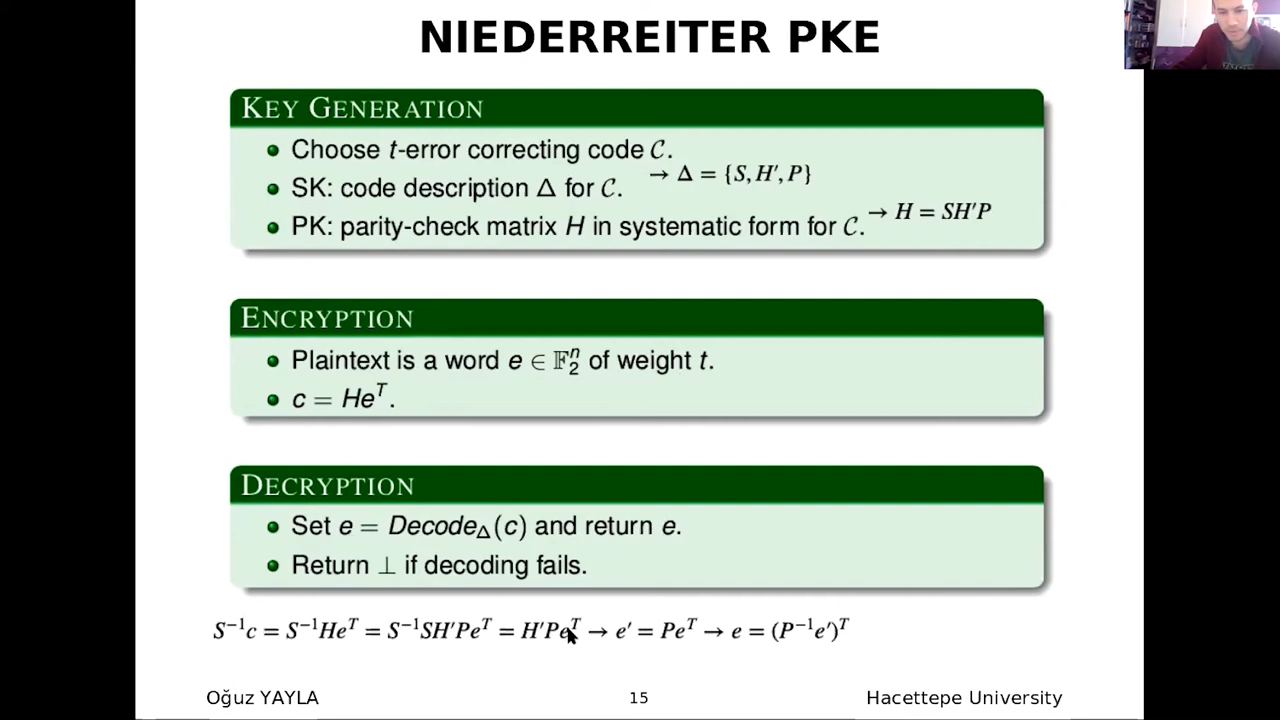 NIEDERREITER PKE
KEY GENERATION
Choose t-error correcting code 𝒞.
SK: code description Δ for 𝒞. → Δ = {S, H′, P}
PK: parity-check matrix H in systematic form for 𝒞. → H = SH′P
ENCRYPTION
Plaintext is a word e ∈ 𝔽₂ⁿ of weight t.
c = Heᵀ.
DECRYPTION
Set e = Decode_Δ(c) and return e.
Return ⊥ if decoding fails.
S⁻¹c = S⁻¹Heᵀ = S⁻¹SH′Peᵀ = H′Peᵀ → e′ = Peᵀ → e = (P⁻¹e′)ᵀ
Oğuz YAYLA 15 Hacettepe University